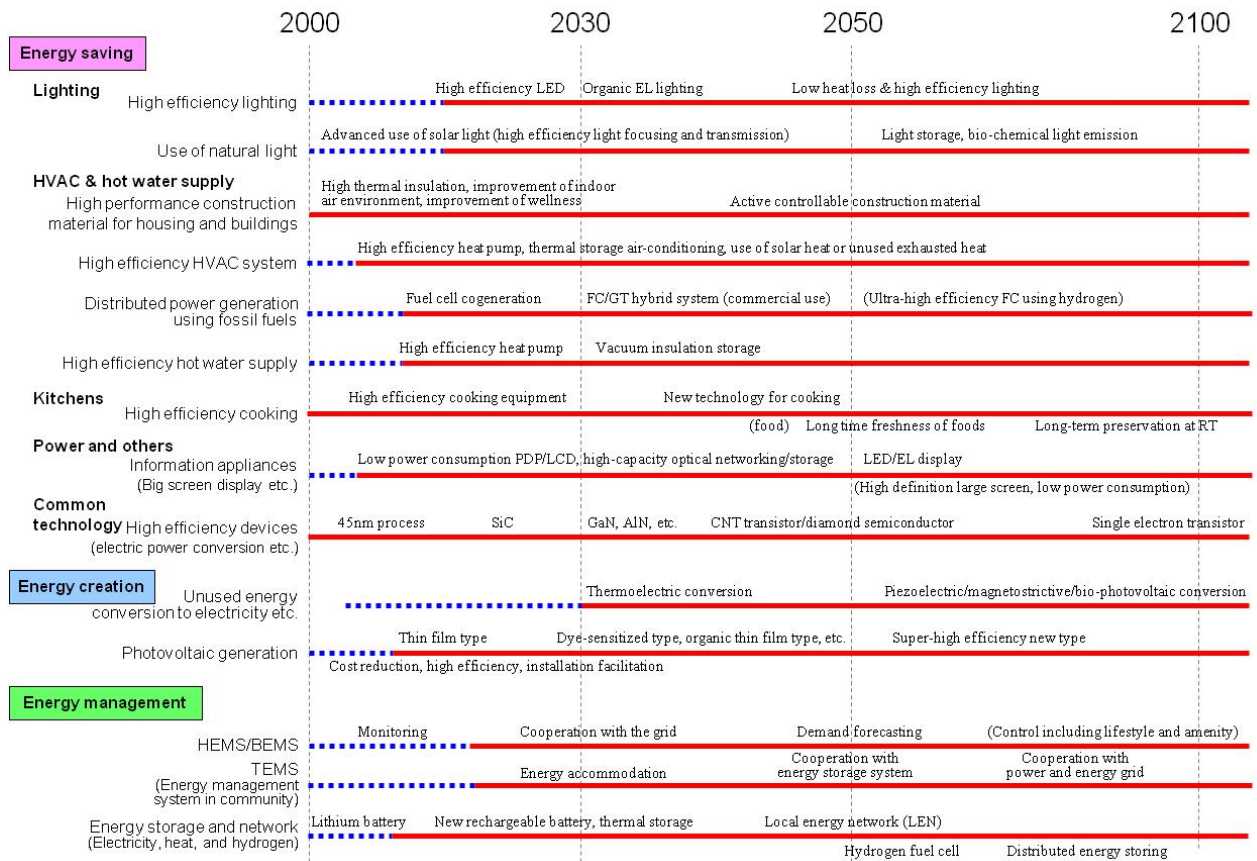 2000 2030 2050 2100
Energy saving
Lighting
High efficiency LED Organic EL lighting Low heat loss & high efficiency lighting
High efficiency lighting
Advanced use of solar light (high efficiency light focusing and transmission) Light storage, bio-chemical light emission
Use of natural light
HVAC & hot water supply
High thermal insulation, improvement of indoor
air environment, improvement of wellness
Active controllable construction material
High performance construction
material for housing and buildings
High efficiency heat pump, thermal storage air-conditioning, use of solar heat or unused exhausted heat
High efficiency HVAC system
Fuel cell cogeneration FC/GT hybrid system (commercial use) (Ultra-high efficiency FC using hydrogen)
Distributed power generation
using fossil fuels
High efficiency heat pump Vacuum insulation storage
High efficiency hot water supply
Kitchens
High efficiency cooking equipment New technology for cooking
High efficiency cooking
(food) Long time freshness of foods Long-term preservation at RT
Power and others
Low power consumption PDP/LCD, high-capacity optical networking/storage LED/EL display
Information appliances
(Big screen display etc.)
(High definition large screen, low power consumption)
Common
technology
45nm process SiC GaN, AlN, etc. CNT transistor/diamond semiconductor Single electron transistor
High efficiency devices
(electric power conversion etc.)
Energy creation
Thermoelectric conversion Piezoelectric/magnetostrictive/bio-photovoltaic conversion
Unused energy
conversion to electricity etc.
Thin film type Dye-sensitized type, organic thin film type, etc. Super-high efficiency new type
Photovoltaic generation
Cost reduction, high efficiency, installation facilitation
Energy management
Monitoring Cooperation with the grid Demand forecasting (Control including lifestyle and amenity)
HEMS/BEMS
TEMS
(Energy management
system in community)
Energy accommodation
Cooperation with
energy storage system
Cooperation with
power and energy grid
Lithium battery New rechargeable battery, thermal storage Local energy network (LEN)
Energy storage and network
(Electricity, heat, and hydrogen)
Hydrogen fuel cell Distributed energy storing